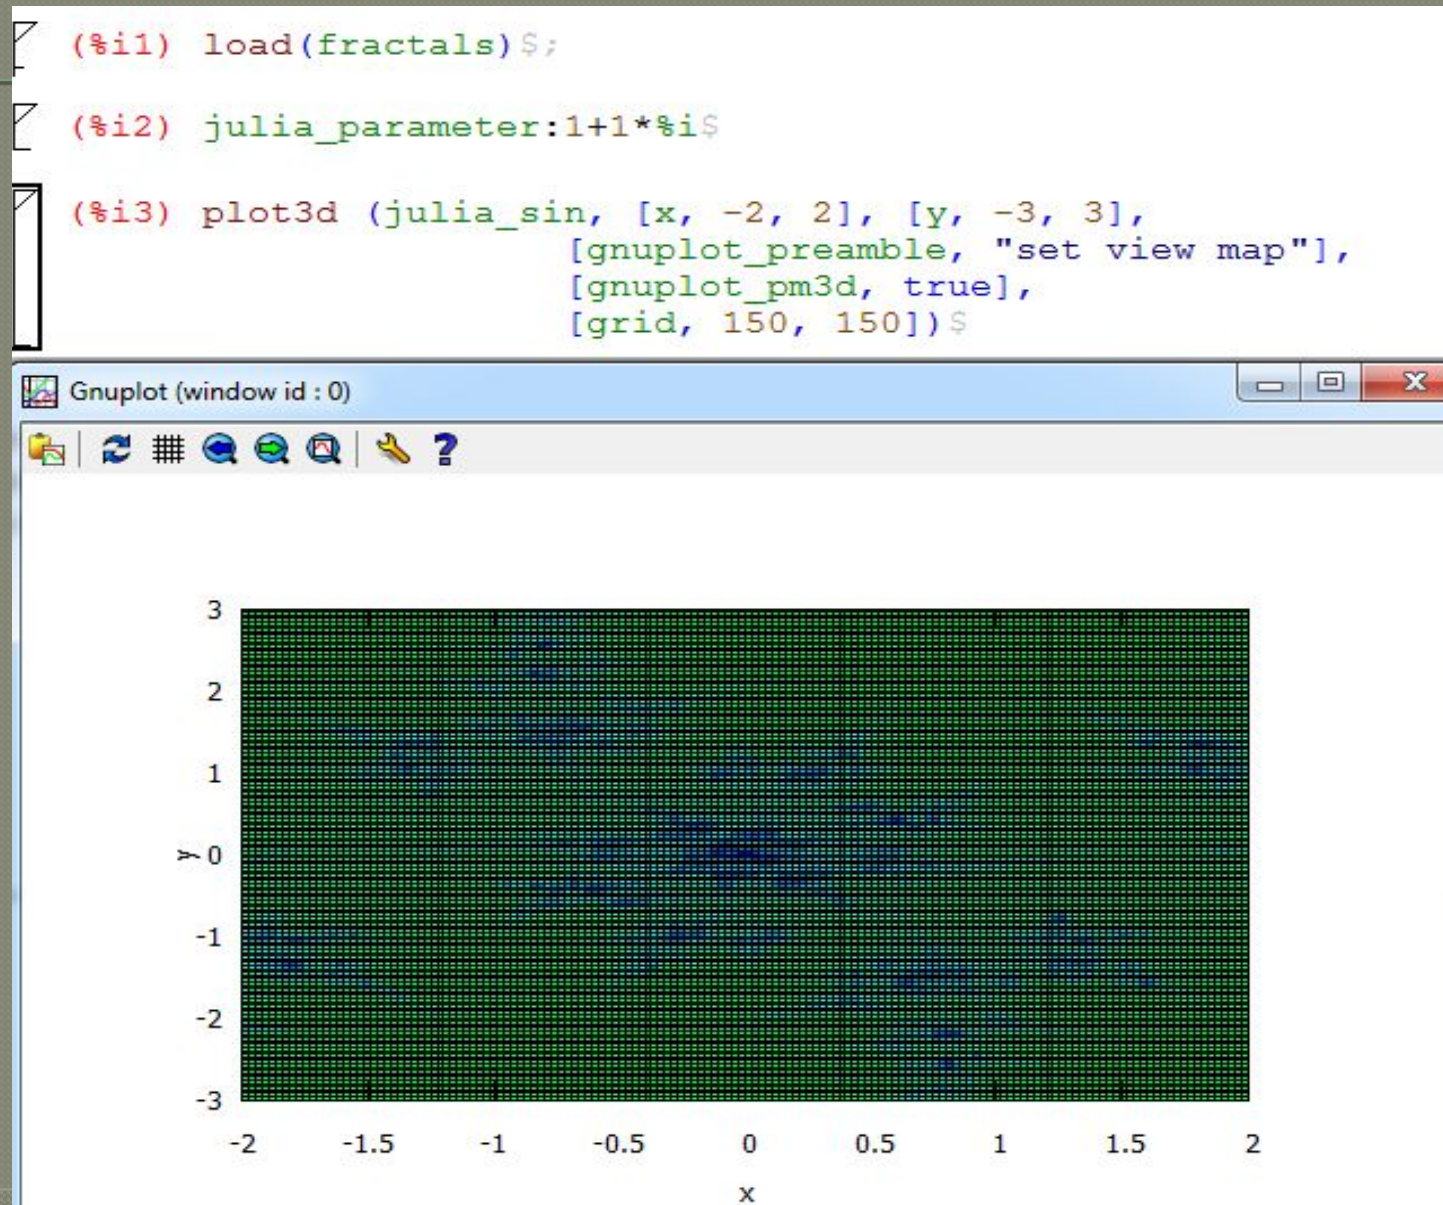 (%i1) load(fractals)$;
(%i2) julia_parameter:1+1*%i$
(%i3) plot3d (julia_sin, [x, -2, 2], [y, -3, 3],
[gnuplot_preamble, "set view map"],
[gnuplot_pm3d, true],
[grid, 150, 150])$
Gnuplot (window id : 0)
3
2
1
y 0
-1
-2
-3
-2 -1.5 -1 -0.5 0 0.5 1 1.5 2
x